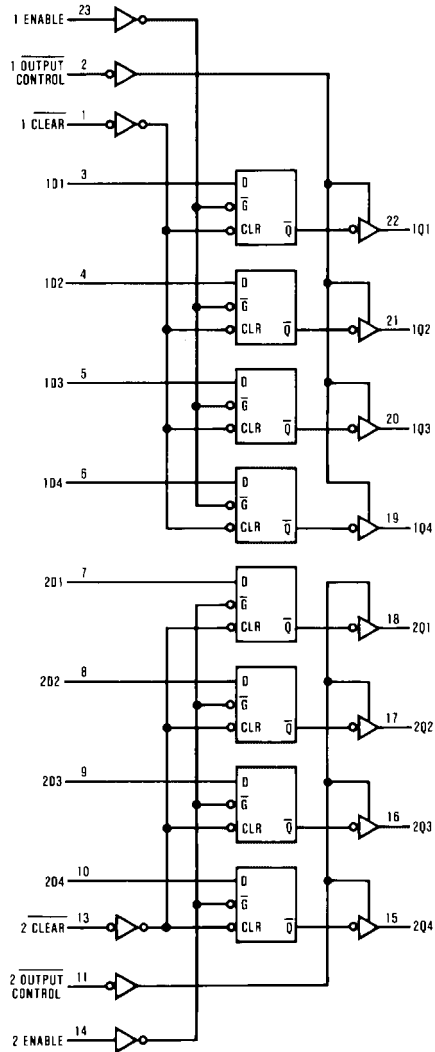 23
1 ENABLE
1 OUTPUT CONTROL 2
1 CLEAR 1
1D1 3 D G CLR Q 22 1Q1
1D2 4 D G CLR Q 21 1Q2
1D3 5 D G CLR Q 20 1Q3
1D4 6 D G CLR Q 19 1Q4
2D1 7 D G CLR Q 18 2Q1
2D2 8 D G CLR Q 17 2Q2
2D3 9 D G CLR Q 16 2Q3
2D4 10 D G CLR Q 15 2Q4
2 CLEAR 13
2 OUTPUT CONTROL 11
2 ENABLE 14